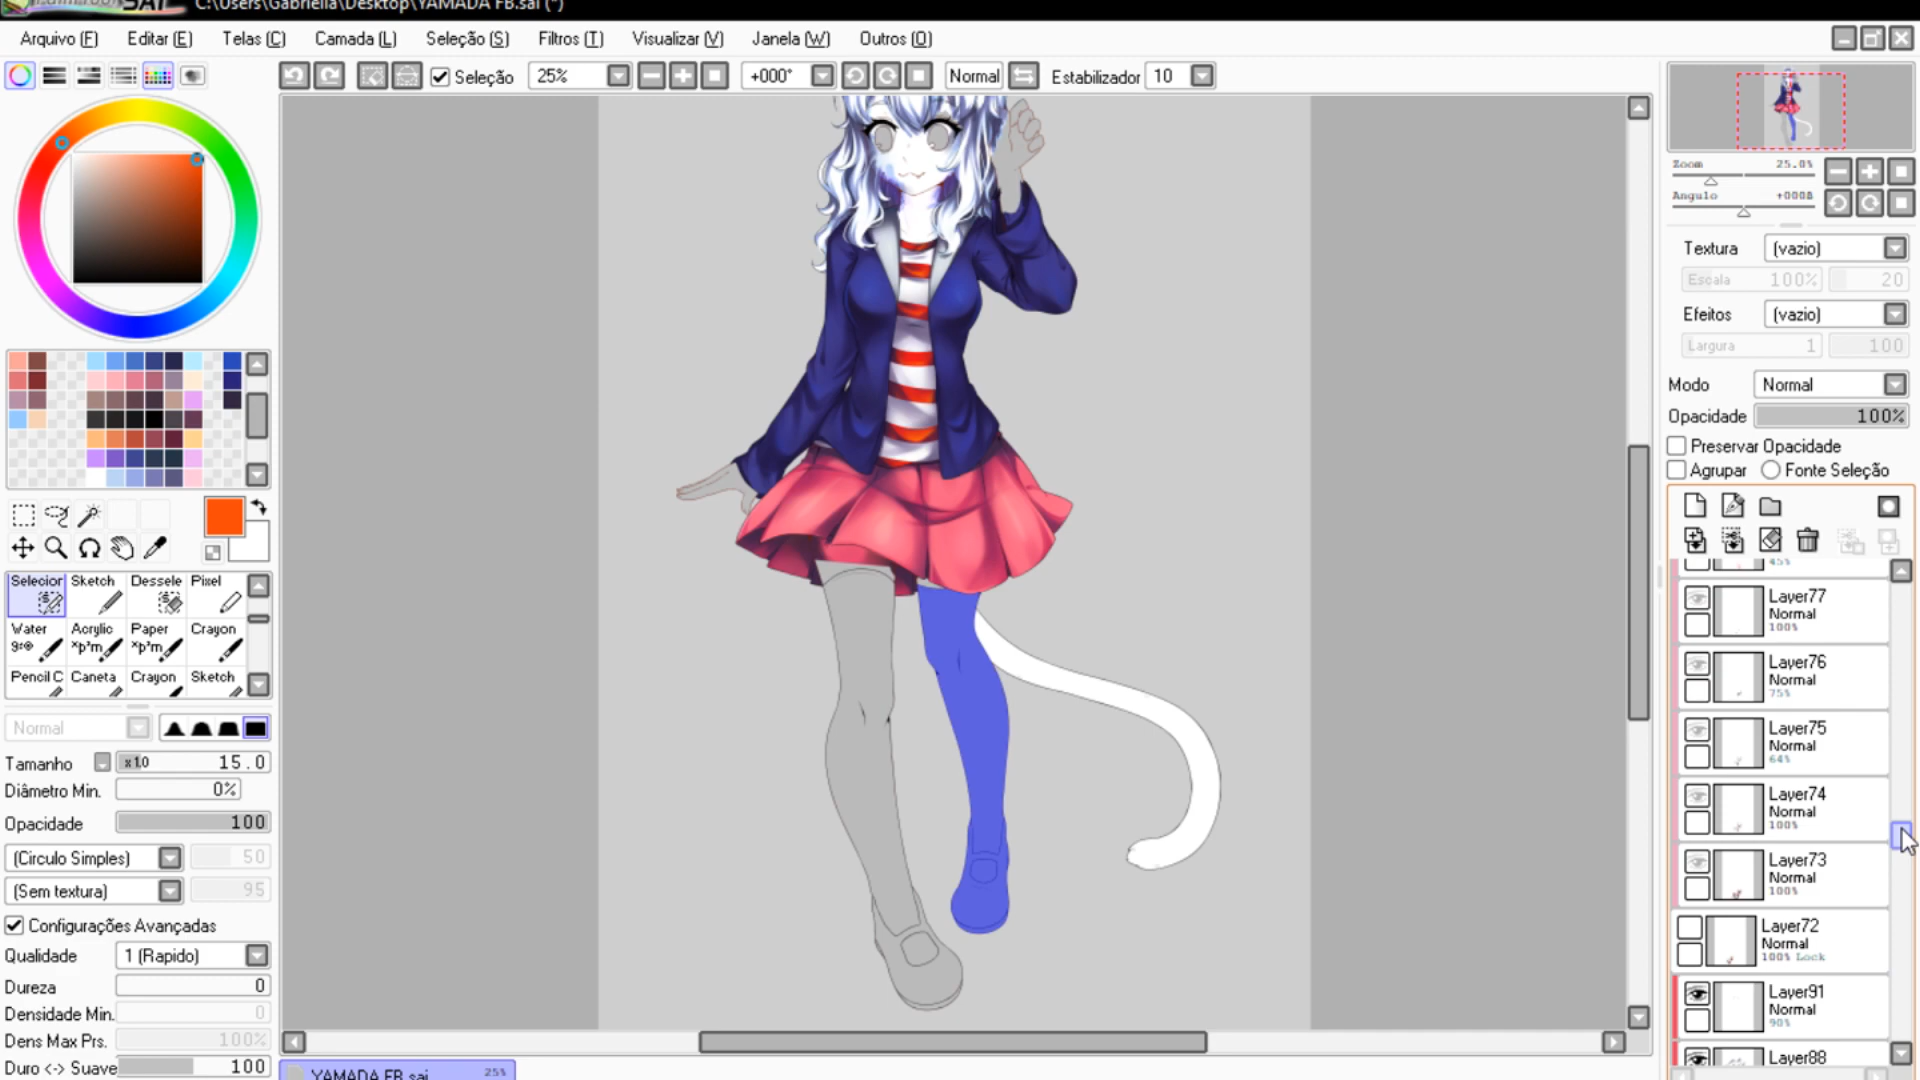 C:\Users\Gabriella\Desktop\YAMADA FB.sai (*)
Arquivo (F) Editar (E) Telas (C) Camada (L) Seleção (S) Filtros (T) Visualizar (V) Janela (W) Outros (O)
Seleção 25% +000° Normal Estabilizador 10
Zoom 25.0%
Angulo +000
Textura (vazio)
Escala 100% 20
Efeitos (vazio)
Largura 1 100
Modo Normal
Opacidade 100%
Preservar Opacidade
Agrupar Fonte Seleção
45%
Layer77
Normal
100%
Layer76
Normal
75%
Layer75
Normal
64%
Layer74
Normal
100%
Layer73
Normal
100%
Layer72
Normal
100% Lock
Layer91
Normal
90%
Layer88
Selecior Sketch Dessele Pixel
Water Acrylic Paper Crayon
Pencil C Caneta Crayon Sketch
Normal
Tamanho x1.0 15.0
Diâmetro Min. 0%
Opacidade 100
(Circulo Simples) 50
(Sem textura) 95
Configurações Avançadas
Qualidade 1 (Rapido)
Dureza 0
Densidade Min. 0
Dens Max Prs. 100%
Duro <-> Suave 100
YAMADA FB.sai 25%